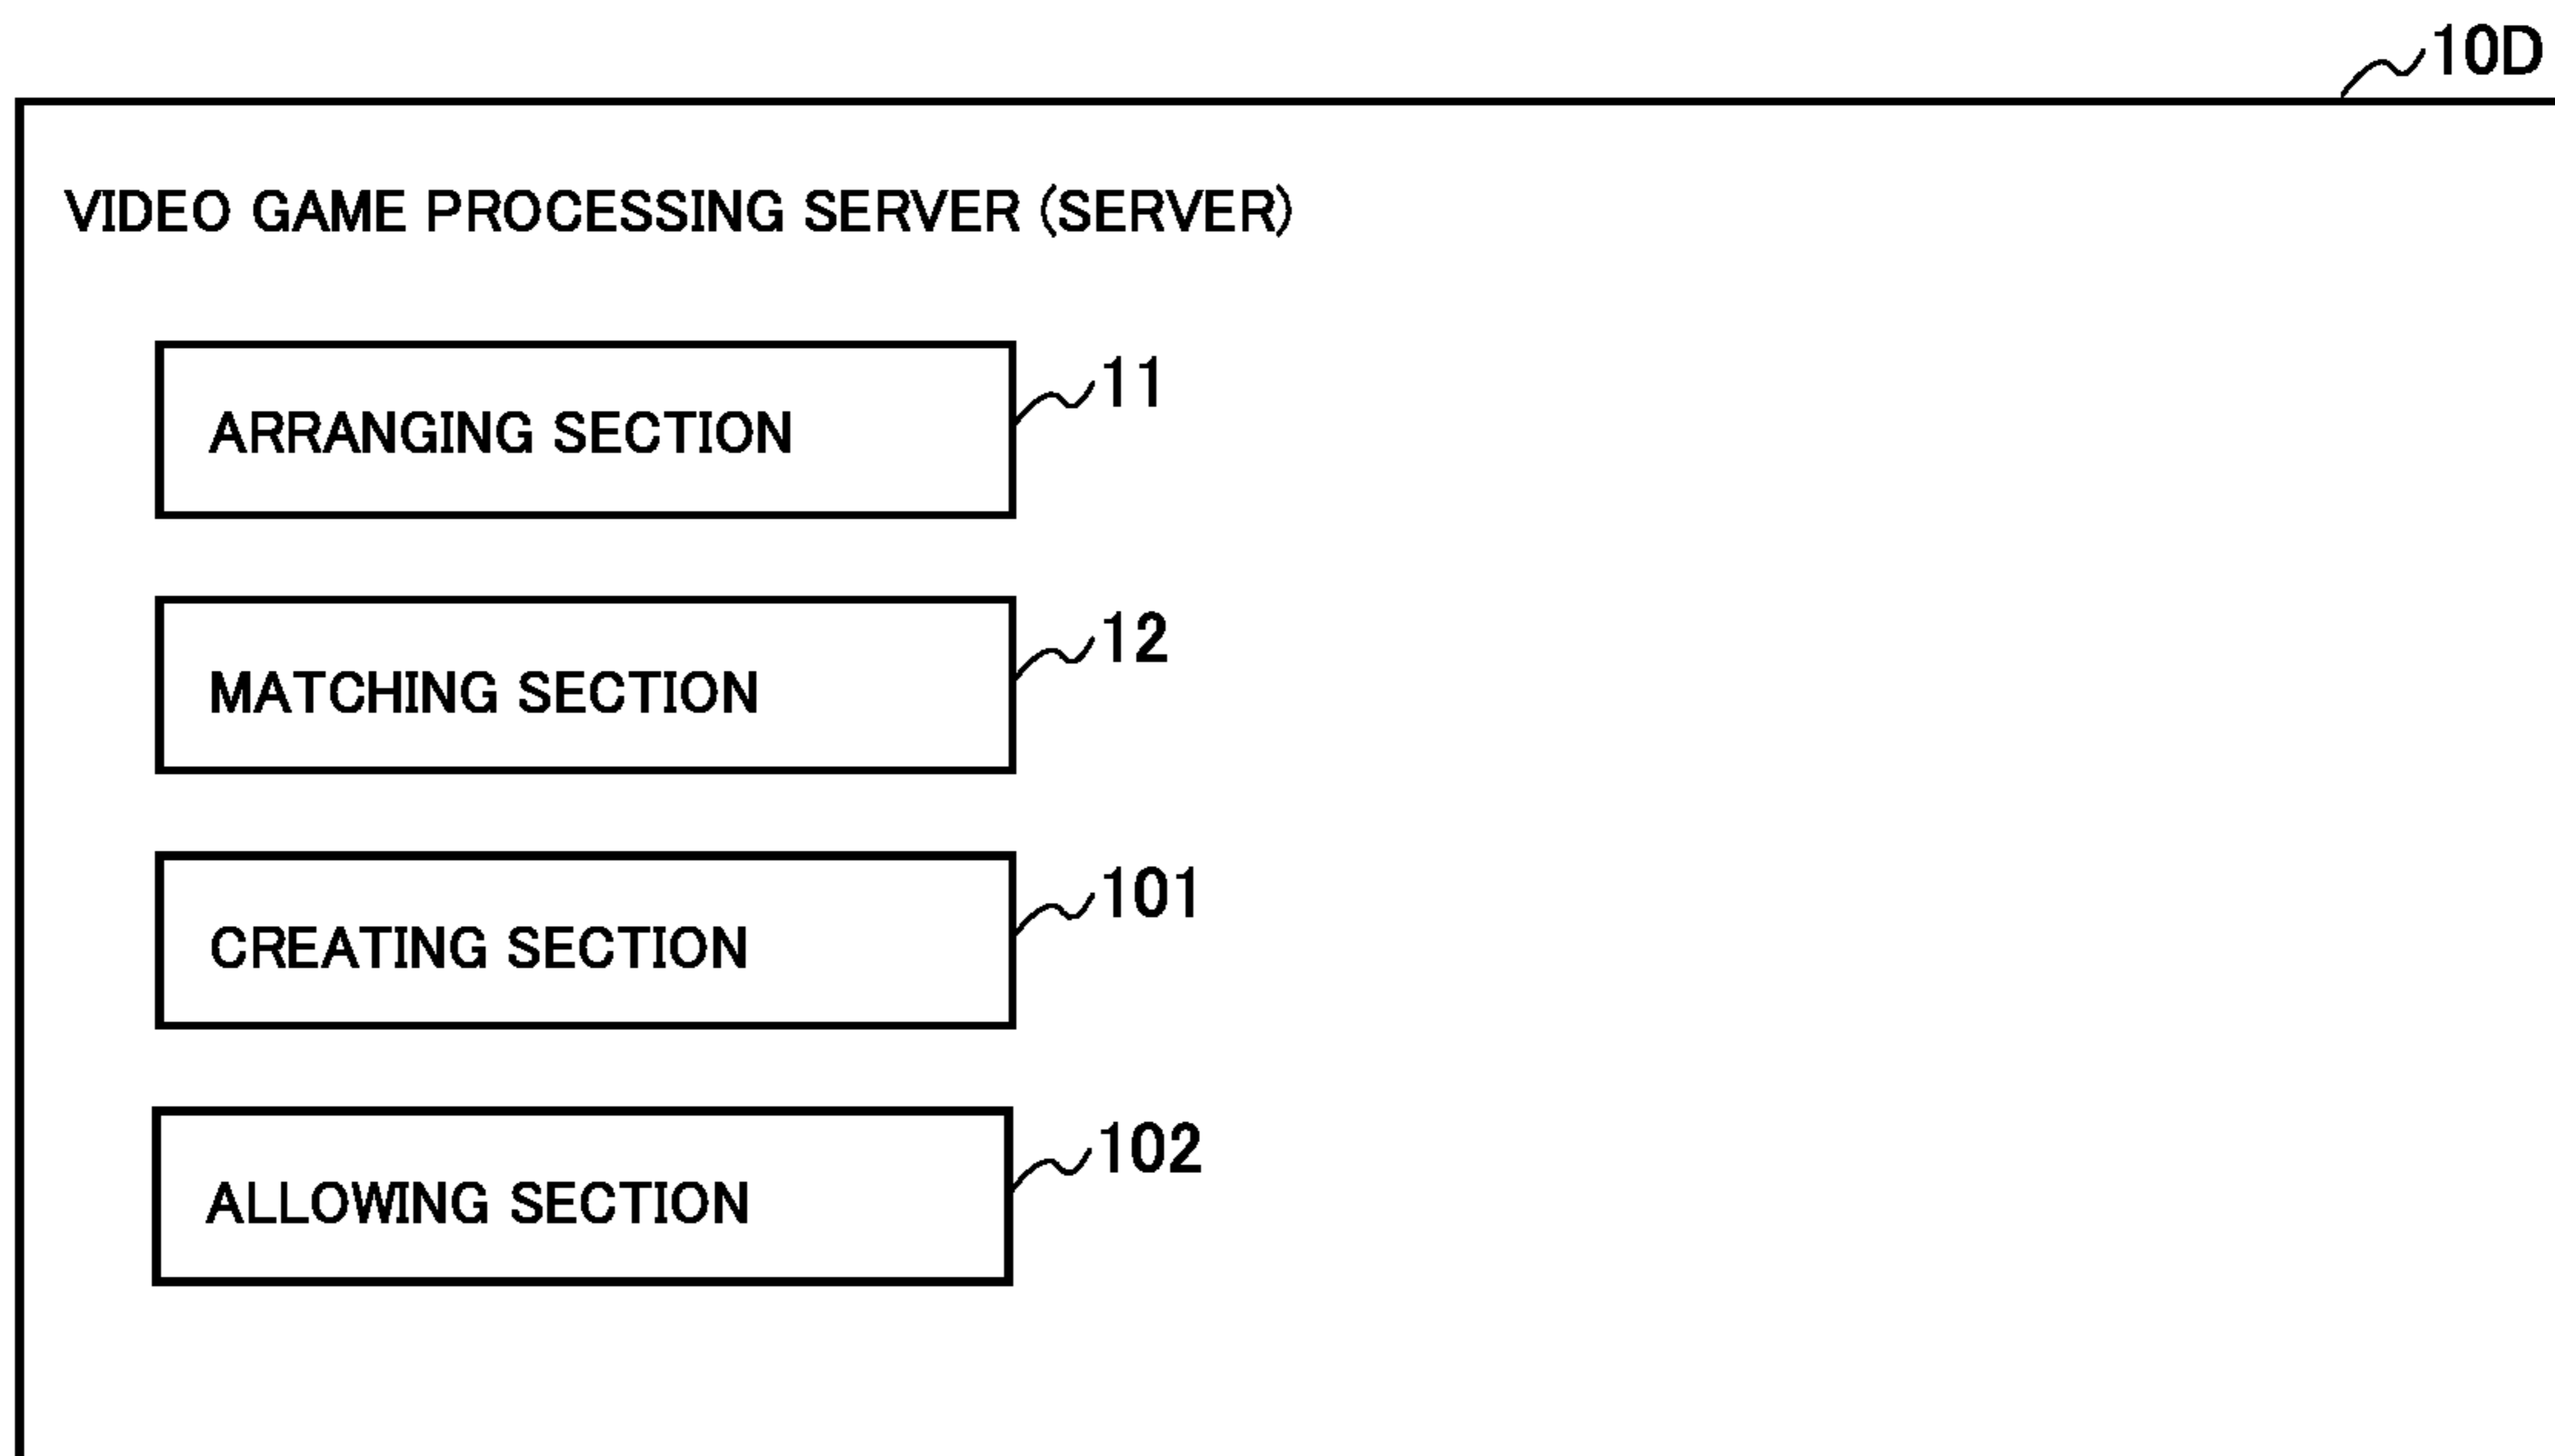 10D
VIDEO GAME PROCESSING SERVER (SERVER)
11
ARRANGING SECTION
12
MATCHING SECTION
101
CREATING SECTION
102
ALLOWING SECTION